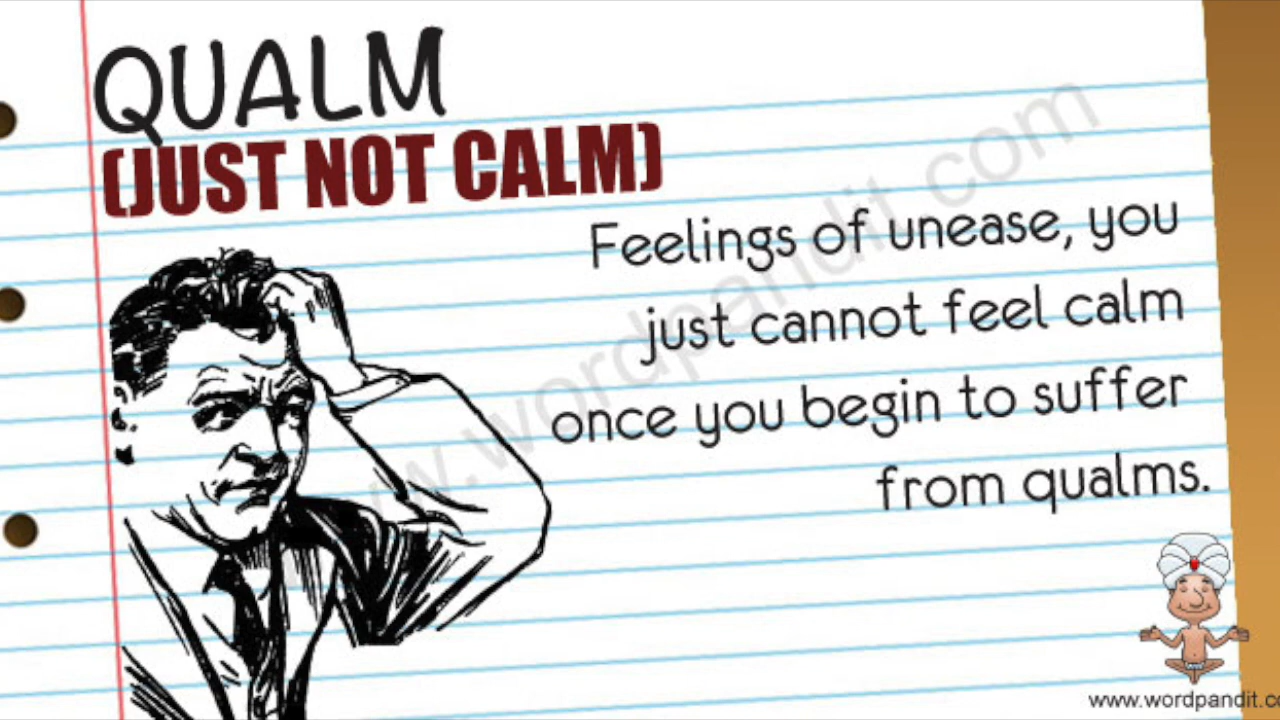 QUALM
(JUST NOT CALM)
Feelings of unease, you
just cannot feel calm
once you begin to suffer
from qualms.
www.wordpandit.com
www.wordpandit.co